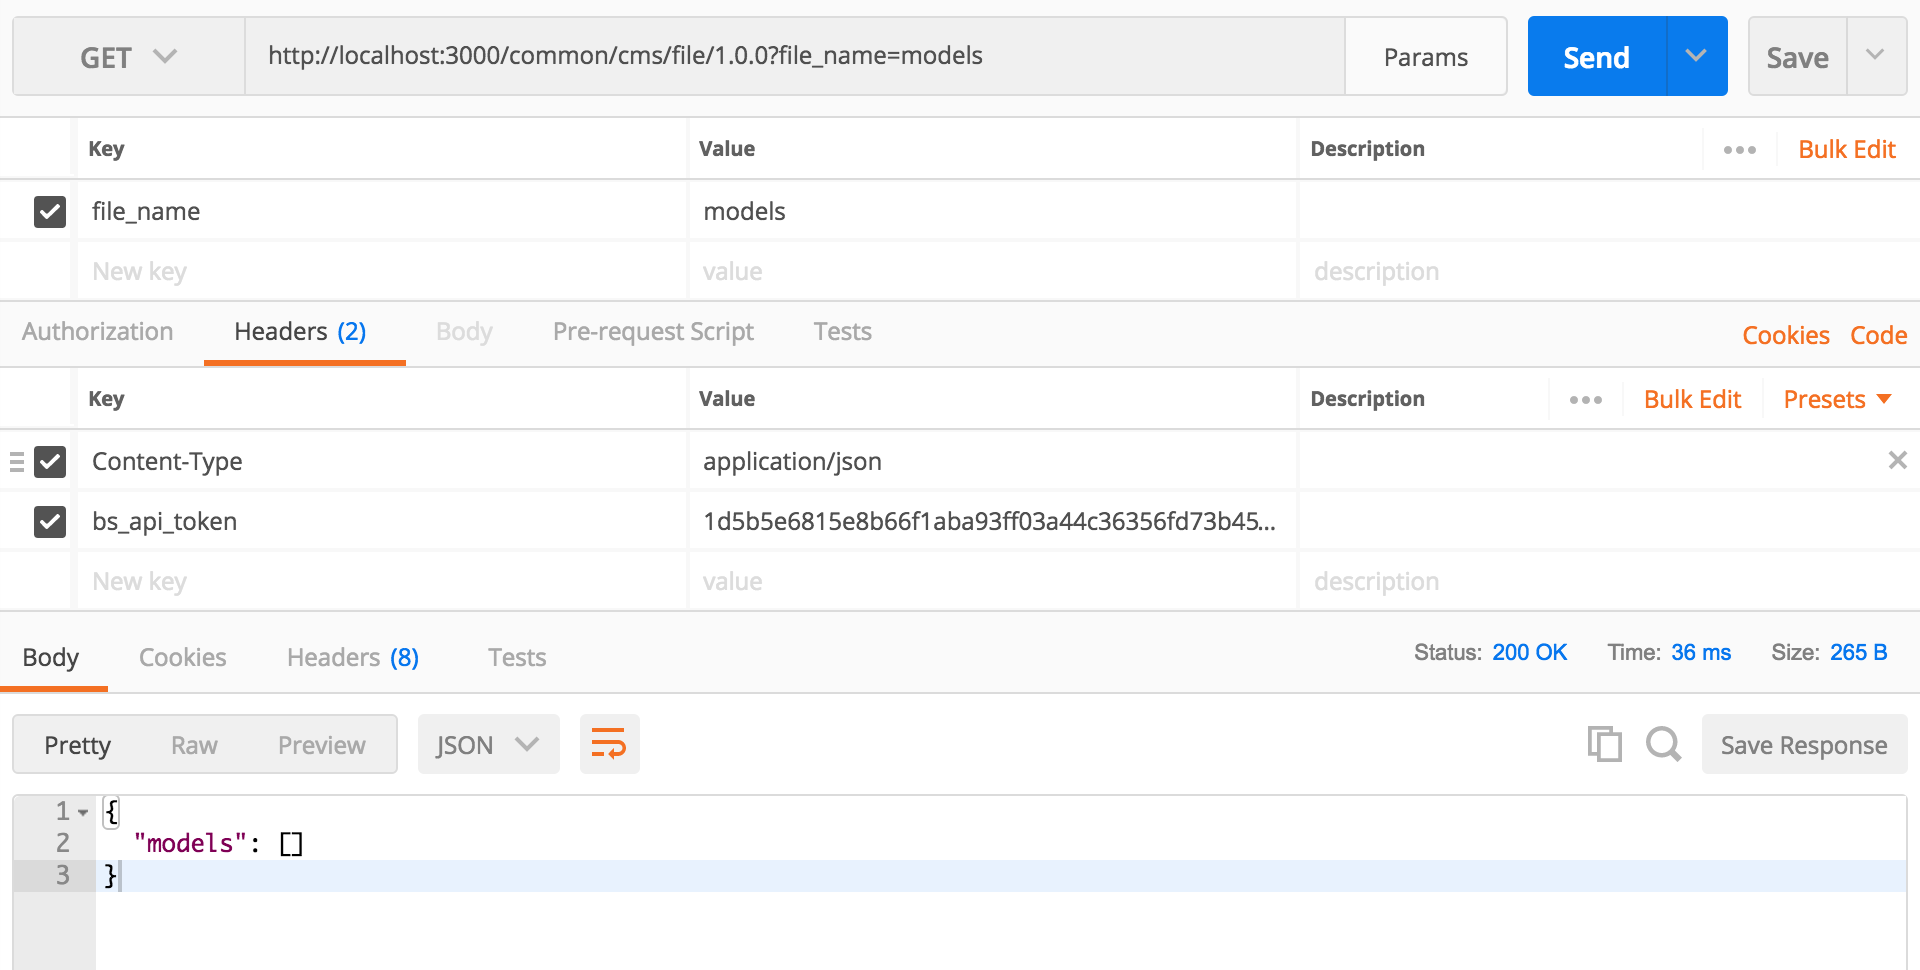 GET http://localhost:3000/common/cms/file/1.0.0?file_name=models Params Send Save
Key Value Description Bulk Edit
file_name models
New key value description
Authorization Headers (2) Body Pre-request Script Tests Cookies Code
Key Value Description Bulk Edit Presets
Content-Type application/json
bs_api_token 1d5b5e6815e8b66f1aba93ff03a44c36356fd73b45...
New key value description
Body Cookies Headers (8) Tests Status: 200 OK Time: 36 ms Size: 265 B
Pretty Raw Preview JSON Save Response
1 {
2 "models": []
3 }